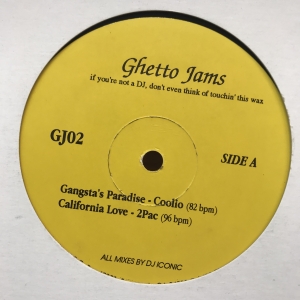 Ghetto Jams
if you're not a DJ, don't even think of touchin' this wax
GJ02
SIDE A
Gangsta's Paradise - Coolio (82 bpm)
California Love - 2Pac (96 bpm)
ALL MIXES BY DJ ICONIC